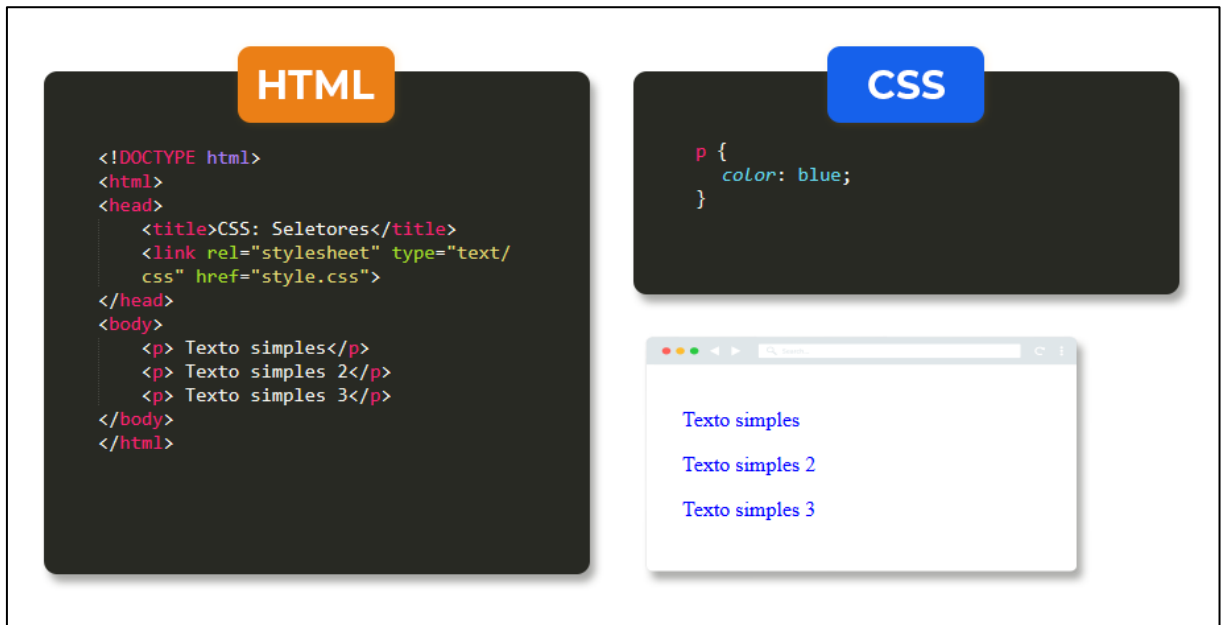 HTML
<!DOCTYPE html>
<html>
<head>
<title>CSS: Seletores</title>
<link rel="stylesheet" type="text/
css" href="style.css">
</head>
<body>
<p> Texto simples</p>
<p> Texto simples 2</p>
<p> Texto simples 3</p>
</body>
</html>
CSS
p {
color: blue;
}
Texto simples
Texto simples 2
Texto simples 3